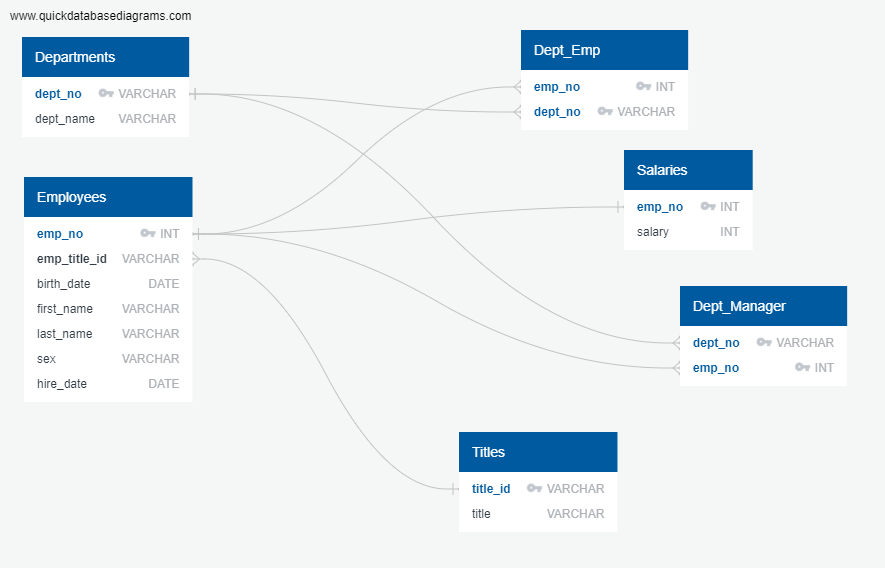 www.quickdatabasediagrams.com
Departments
dept_no VARCHAR
dept_name VARCHAR
Employees
emp_no INT
emp_title_id VARCHAR
birth_date DATE
first_name VARCHAR
last_name VARCHAR
sex VARCHAR
hire_date DATE
Dept_Emp
emp_no INT
dept_no VARCHAR
Salaries
emp_no INT
salary INT
Dept_Manager
dept_no VARCHAR
emp_no INT
Titles
title_id VARCHAR
title VARCHAR